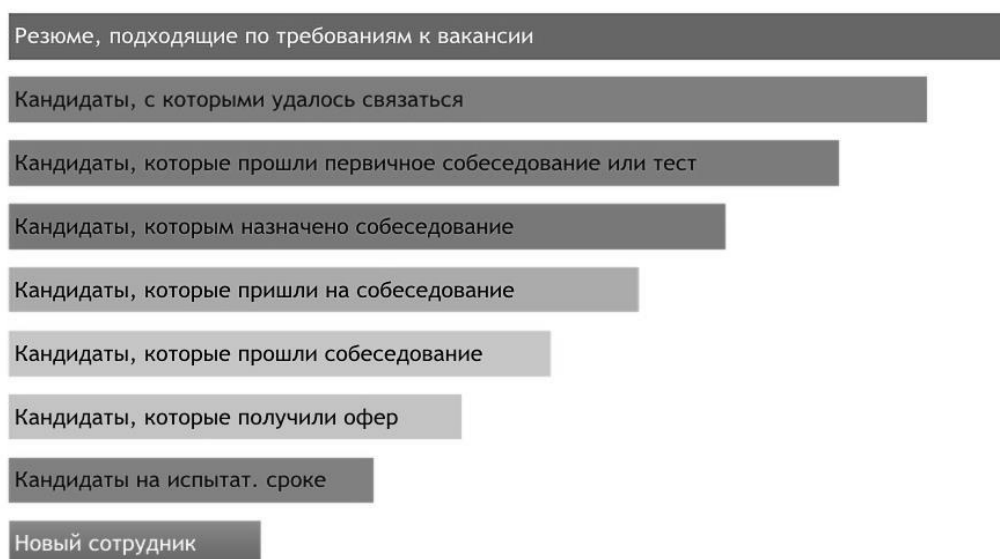 Резюме, подходящие по требованиям к вакансии
Кандидаты, с которыми удалось связаться
Кандидаты, которые прошли первичное собеседование или тест
Кандидаты, которым назначено собеседование
Кандидаты, которые пришли на собеседование
Кандидаты, которые прошли собеседование
Кандидаты, которые получили офер
Кандидаты на испытат. сроке
Новый сотрудник